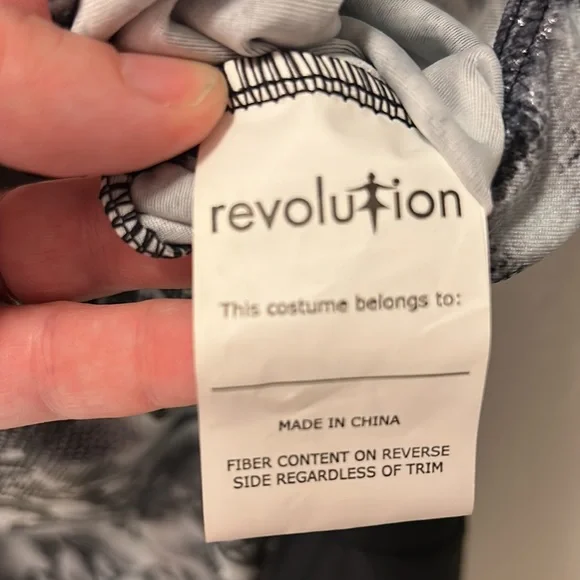 revolution
This costume belongs to:
MADE IN CHINA
FIBER CONTENT ON REVERSE
SIDE REGARDLESS OF TRIM